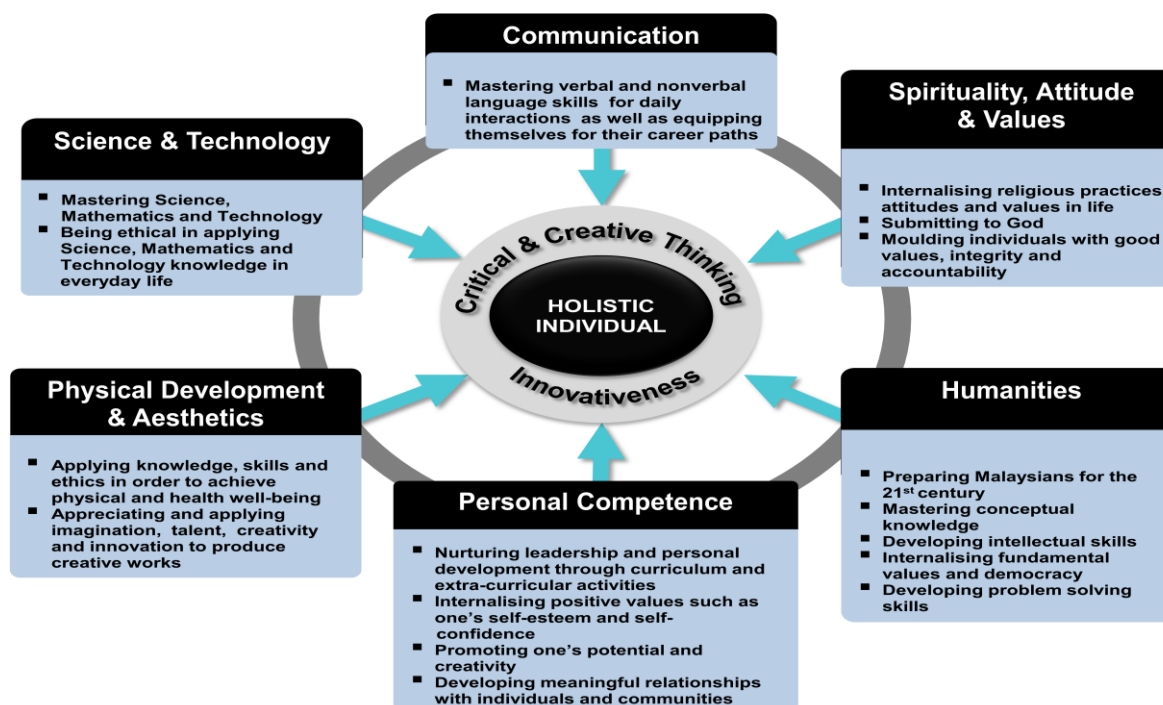 Communication
Mastering verbal and nonverbal
language skills for daily
interactions as well as equipping
themselves for their career paths
Spirituality, Attitude
& Values
Internalising religious practices,
attitudes and values in life
Submitting to God
Moulding individuals with good
values, integrity and
accountability
Science & Technology
Mastering Science,
Mathematics and Technology
Being ethical in applying
Science, Mathematics and
Technology knowledge in
everyday life
Critical & Creative Thinking
HOLISTIC
INDIVIDUAL
Innovativeness
Physical Development
& Aesthetics
Applying knowledge, skills and
ethics in order to achieve
physical and health well-being
Appreciating and applying
imagination, talent, creativity
and innovation to produce
creative works
Personal Competence
Nurturing leadership and personal
development through curriculum and
extra-curricular activities
Internalising positive values such as
one's self-esteem and self-
confidence
Promoting one's potential and
creativity
Developing meaningful relationships
with individuals and communities
Humanities
Preparing Malaysians for the
21st century
Mastering conceptual
knowledge
Developing intellectual skills
Internalising fundamental
values and democracy
Developing problem solving
skills